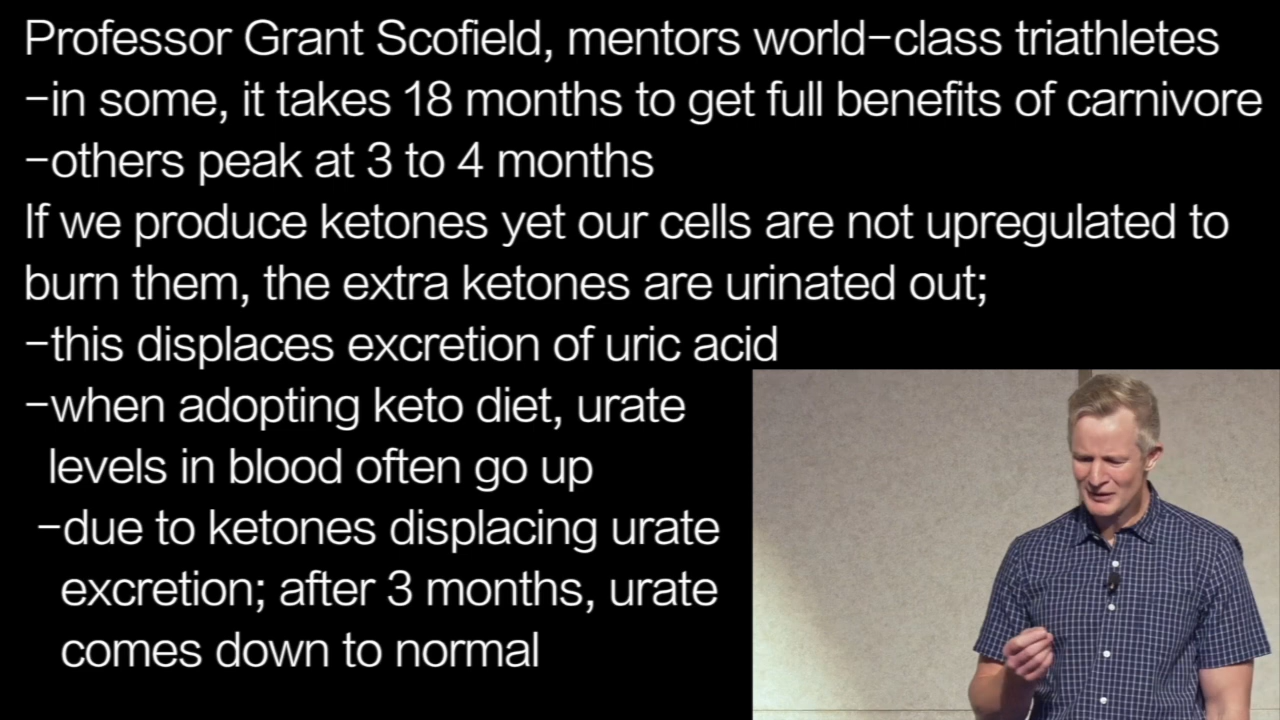 Professor Grant Scofield, mentors world-class triathletes
-in some, it takes 18 months to get full benefits of carnivore
-others peak at 3 to 4 months
If we produce ketones yet our cells are not upregulated to
burn them, the extra ketones are urinated out;
-this displaces excretion of uric acid
-when adopting keto diet, urate
levels in blood often go up
-due to ketones displacing urate
excretion; after 3 months, urate
comes down to normal